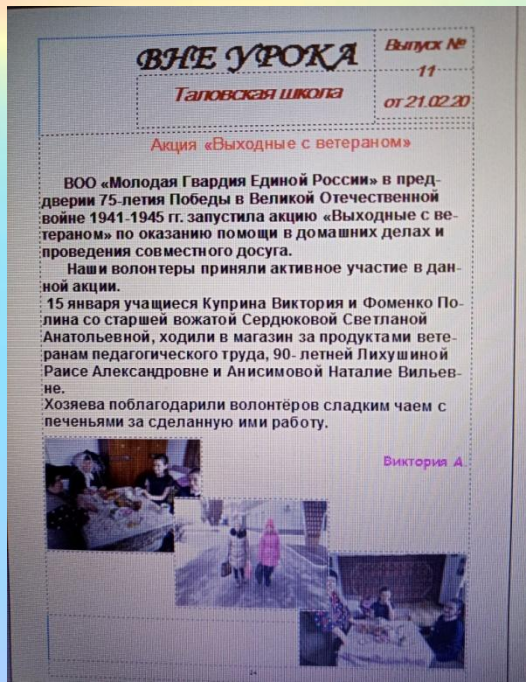 ВНЕ УРОКА
Таловская школа
Выпуск №
11
от 21.02.20
Акция «Выходные с ветераном»
ВОО «Молодая Гвардия Единой России» в пред-
дверии 75-летия Победы в Великой Отечественной
войне 1941-1945 гг. запустила акцию «Выходные с ве-
тераном» по оказанию помощи в домашних делах и
проведения совместного досуга.
Наши волонтеры приняли активное участие в дан-
ной акции.
15 января учащиеся Куприна Виктория и Фоменко По-
лина со старшей вожатой Сердюковой Светланой
Анатольевной, ходили в магазин за продуктами вете-
ранам педагогического труда, 90- летней Лихушиной
Раисе Александровне и Анисимовой Наталие Вильев-
не.
Хозяева поблагодарили волонтёров сладким чаем с
печеньями за сделанную ими работу.
Виктория А.